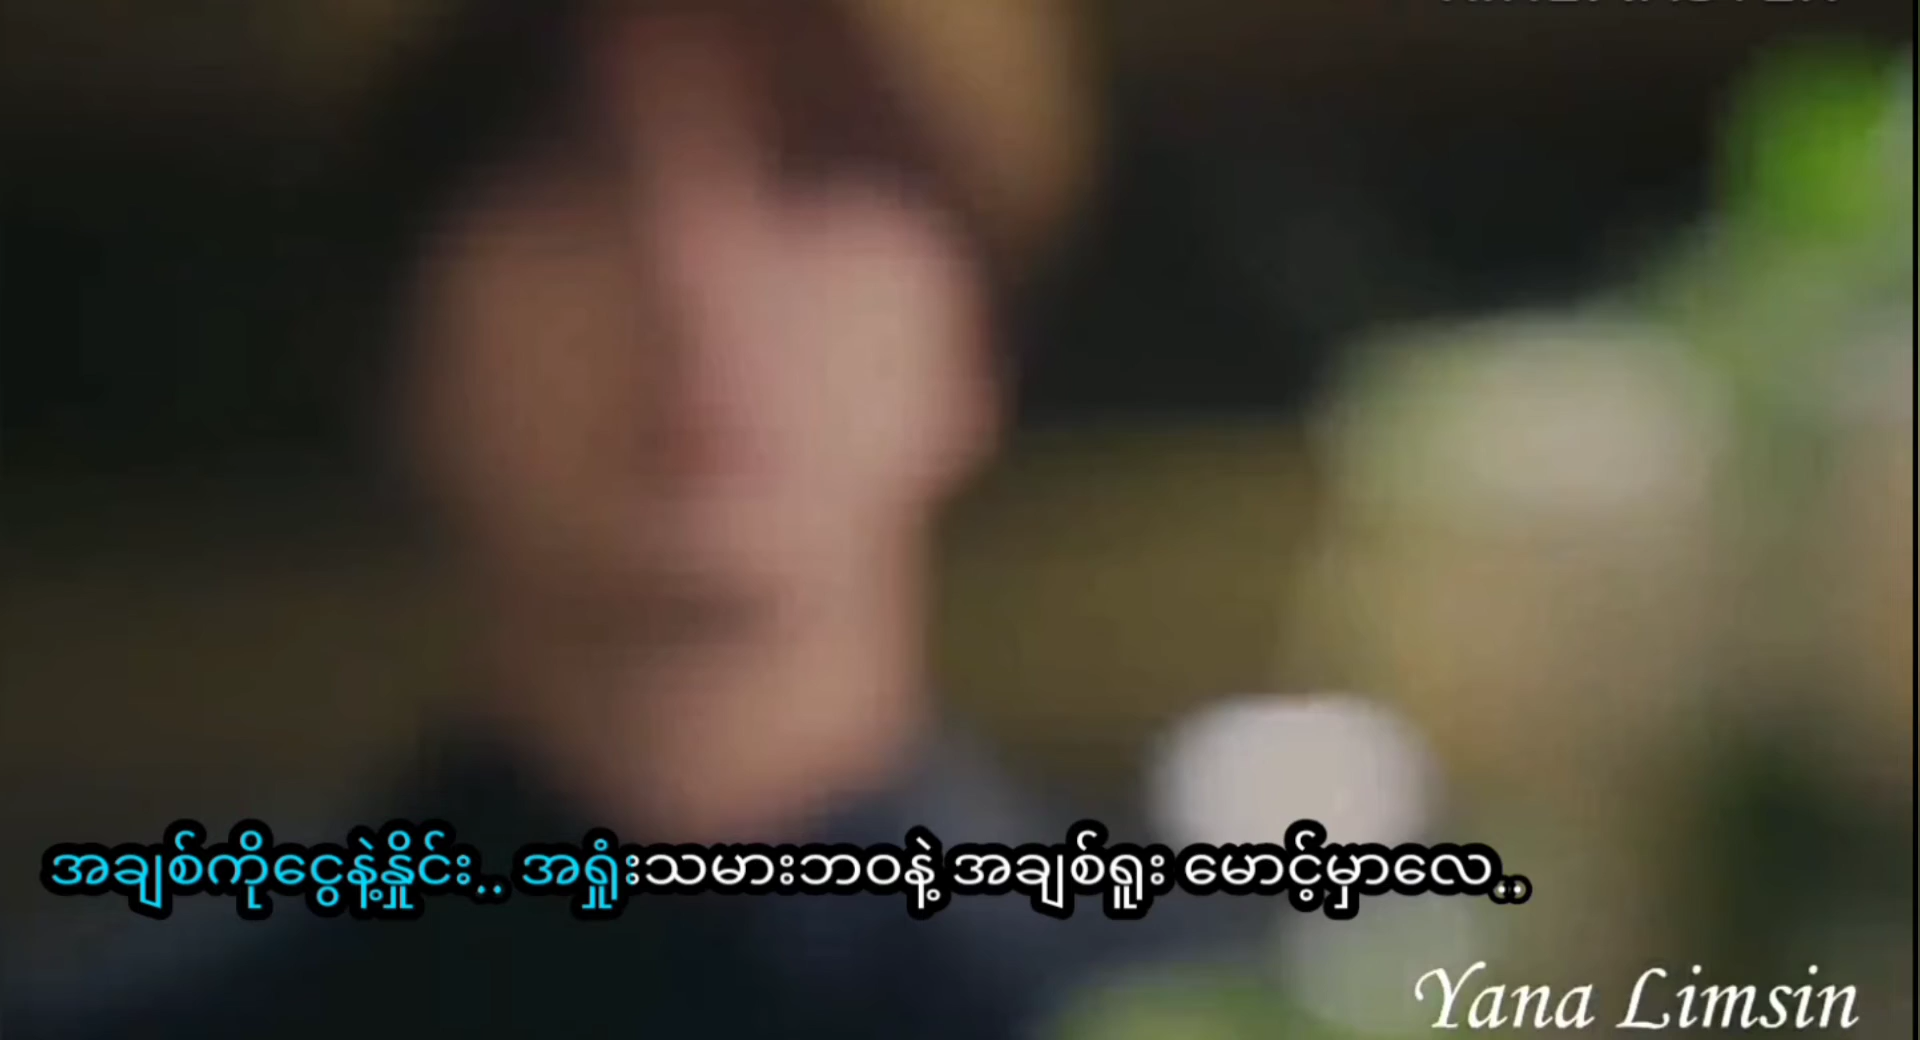 အချစ်ကိုငွေနဲ့နှိုင်း.. အရှုံးသမားဘဝနဲ့ အချစ်ရူး မောင့်မှာလေ..
Yana Limsin